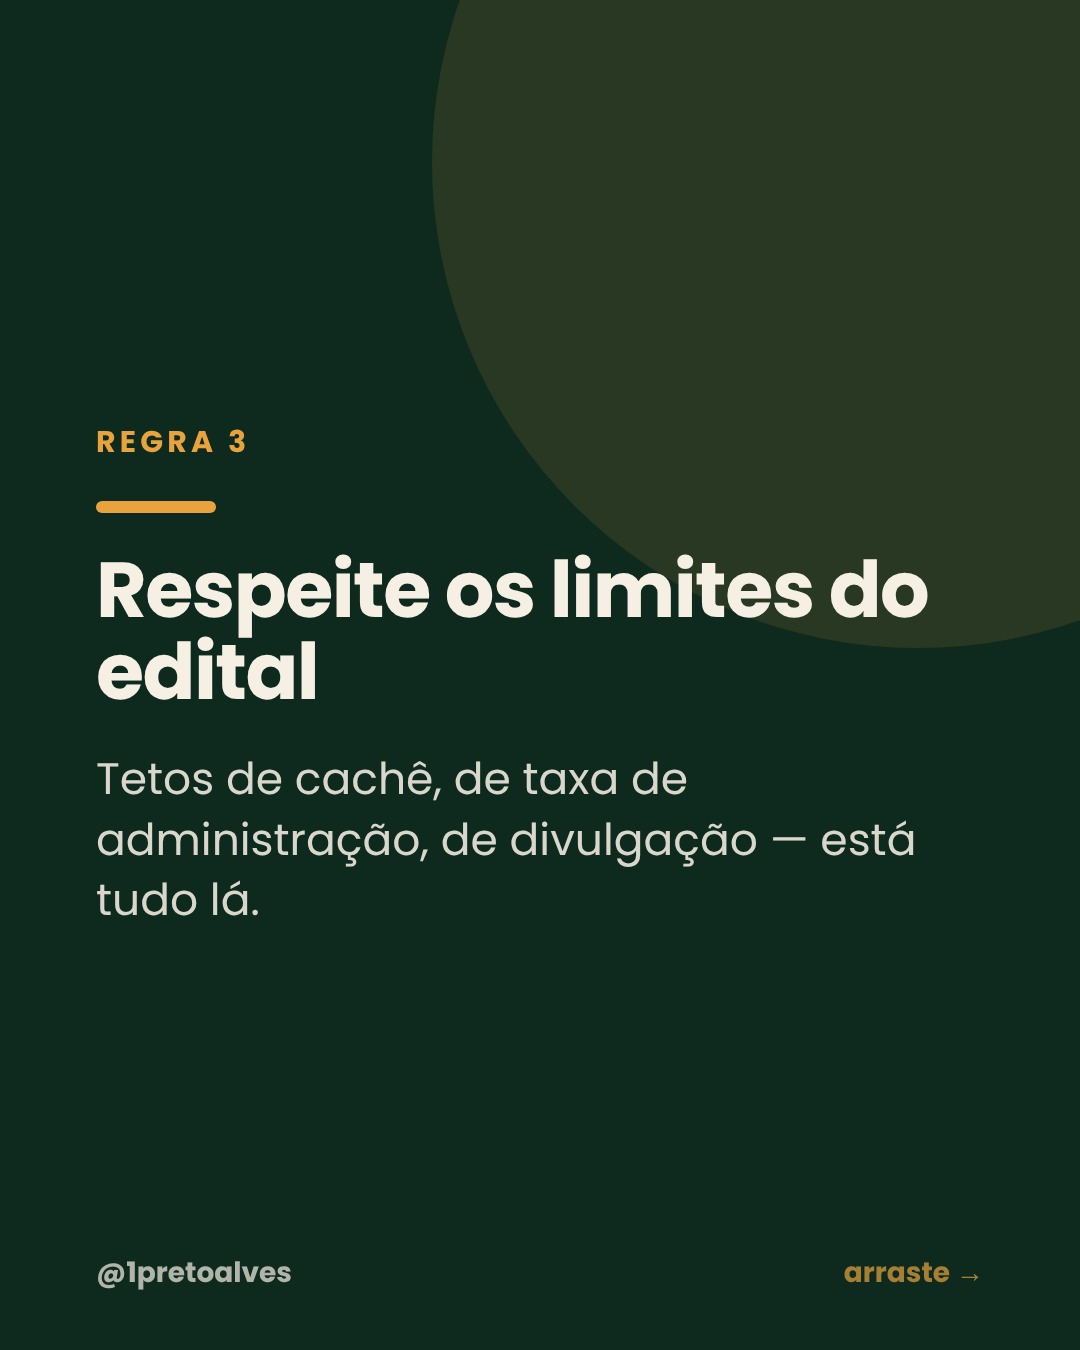 REGRA 3
Respeite os limites do
edital
Tetos de cachê, de taxa de
administração, de divulgação — está
tudo lá.
@1pretoalves
arraste →